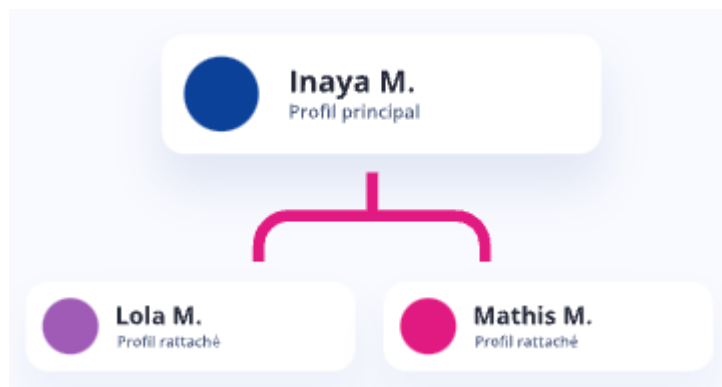 Inaya M.
Profil principal
Lola M.
Profil rattaché
Mathis M.
Profil rattaché